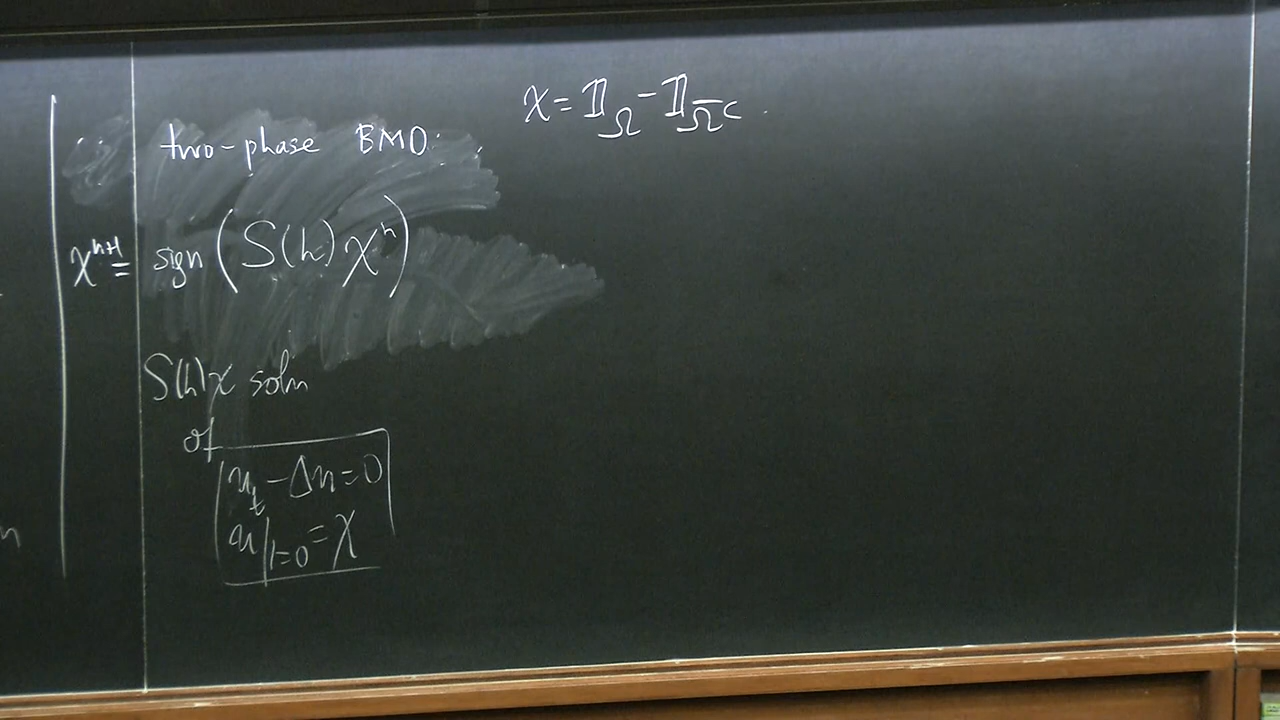 χ = 𝟙_Ω − 𝟙_{Ω̄^c}.
two-phase BMO:
χ^{n+1} = sign(S(h)χ^n)
S(h)χ soln
of
u_t − Δu = 0
u|_{t=0} = χ